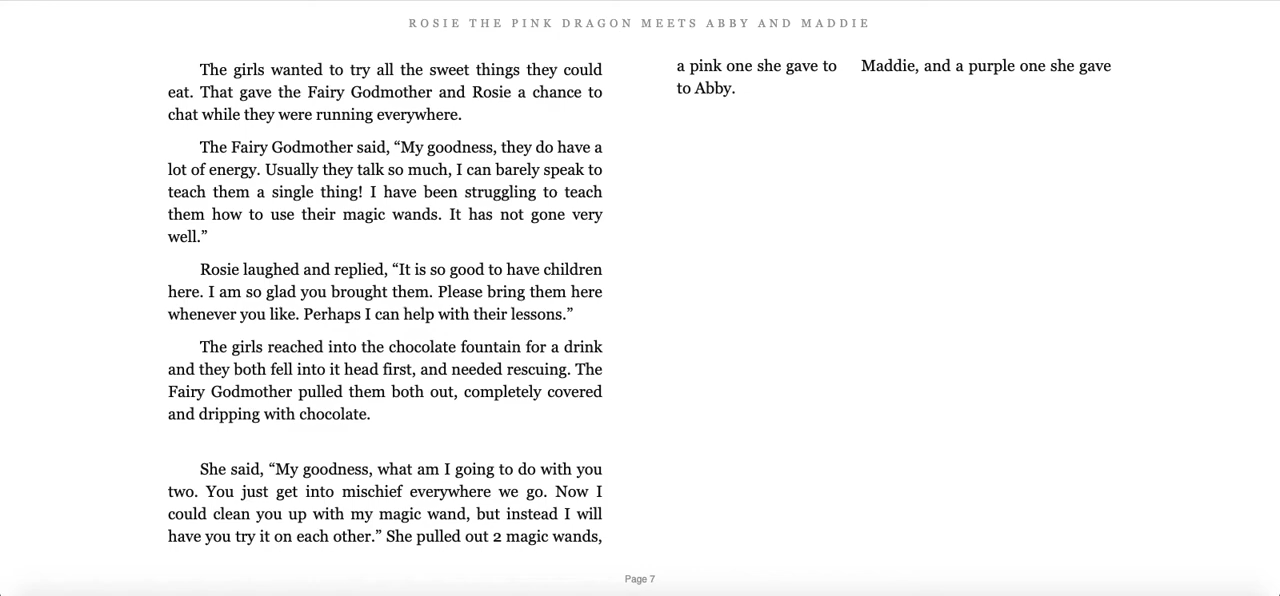 ROSIE THE PINK DRAGON MEETS ABBY AND MADDIE
The girls wanted to try all the sweet things they could
eat. That gave the Fairy Godmother and Rosie a chance to
chat while they were running everywhere.
The Fairy Godmother said, “My goodness, they do have a
lot of energy. Usually they talk so much, I can barely speak to
teach them a single thing! I have been struggling to teach
them how to use their magic wands. It has not gone very
well.”
Rosie laughed and replied, “It is so good to have children
here. I am so glad you brought them. Please bring them here
whenever you like. Perhaps I can help with their lessons.”
The girls reached into the chocolate fountain for a drink
and they both fell into it head first, and needed rescuing. The
Fairy Godmother pulled them both out, completely covered
and dripping with chocolate.
She said, “My goodness, what am I going to do with you
two. You just get into mischief everywhere we go. Now I
could clean you up with my magic wand, but instead I will
have you try it on each other.” She pulled out 2 magic wands,
a pink one she gave to Maddie, and a purple one she gave
to Abby.
Page 7